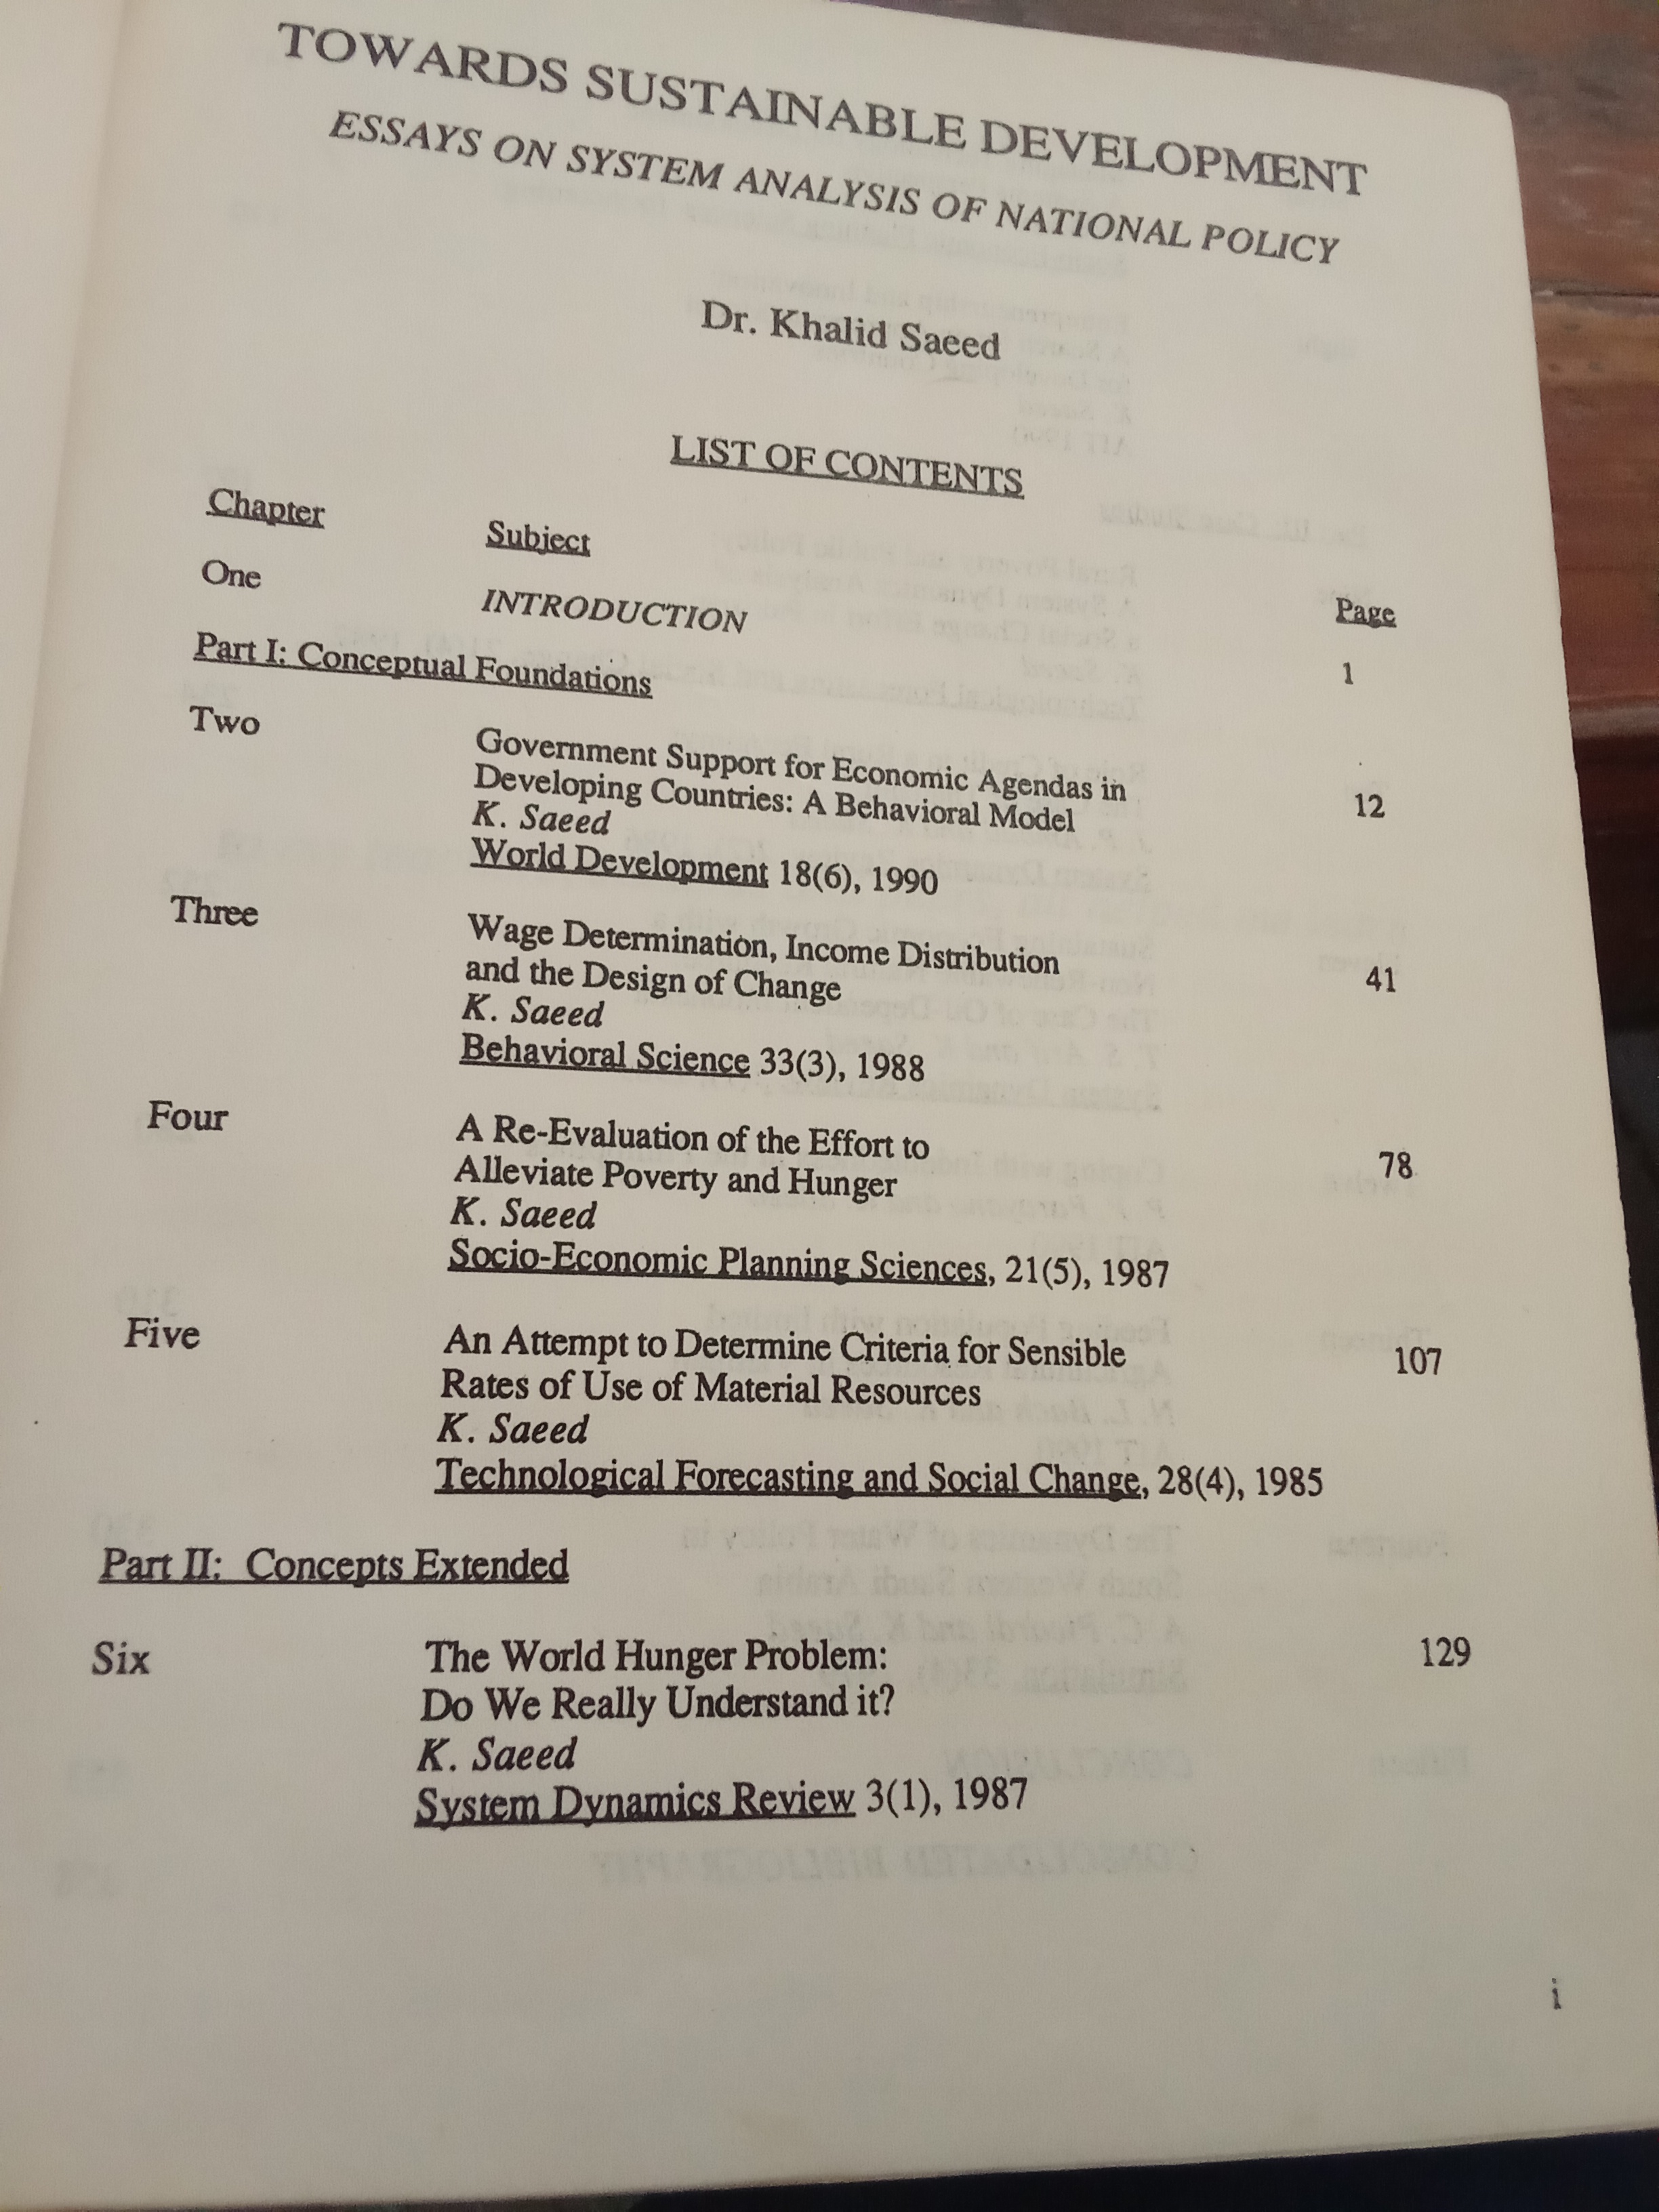 TOWARDS SUSTAINABLE DEVELOPMENT
ESSAYS ON SYSTEM ANALYSIS OF NATIONAL POLICY
Dr. Khalid Saeed
LIST OF CONTENTS
Chapter Subject Page
One INTRODUCTION 1
Part I: Conceptual Foundations
Two Government Support for Economic Agendas in 12
Developing Countries: A Behavioral Model
K. Saeed
World Development 18(6), 1990
Three Wage Determination, Income Distribution 41
and the Design of Change
K. Saeed
Behavioral Science 33(3), 1988
Four A Re-Evaluation of the Effort to 78
Alleviate Poverty and Hunger
K. Saeed
Socio-Economic Planning Sciences, 21(5), 1987
Five An Attempt to Determine Criteria for Sensible 107
Rates of Use of Material Resources
K. Saeed
Technological Forecasting and Social Change, 28(4), 1985
Part II: Concepts Extended
Six The World Hunger Problem: 129
Do We Really Understand it?
K. Saeed
System Dynamics Review 3(1), 1987
i